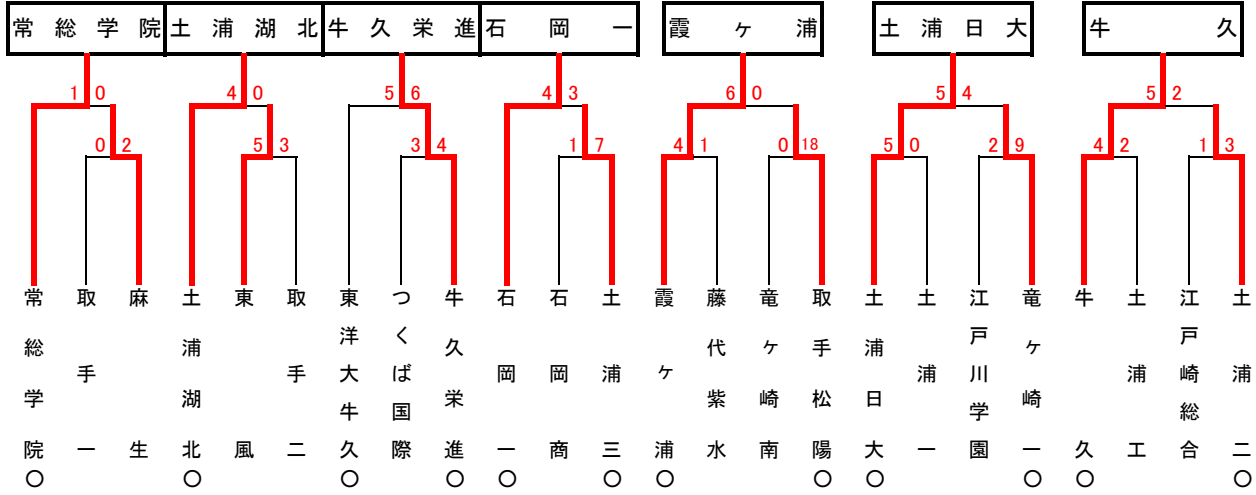 常総学院 土浦湖北 牛久栄進 石岡一 霞ヶ浦 土浦日大 牛久
1 0 4 0 5 6 4 3 6 0 5 4 5 2
0 2 5 3 3 4 1 7 4 1 0 18 5 0 2 9 4 2 1 3
常総学院
取手一
麻生
土浦湖北
東風
取手二
東洋大牛久
つくば国際
牛久栄進
石岡一
石岡商
土浦三
霞ヶ浦
藤代紫水
竜ヶ崎南
取手松陽
土浦日大
土浦一
江戸川学園
竜ヶ崎一
牛久
土浦工
江戸崎総合
土浦二
○ ○ ○ ○ ○ ○ ○ ○ ○ ○ ○ ○